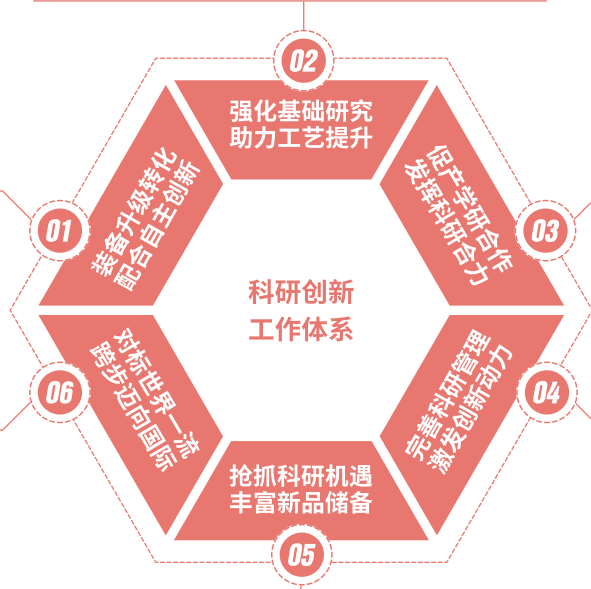 科研创新
工作体系
01
装备升级转化
配合自主创新
02
强化基础研究
助力工艺提升
03
促产学研合作
发挥科研合力
04
完善科研管理
激发创新动力
05
抢抓科研机遇
丰富新品储备
06
对标世界一流
跨步迈向国际